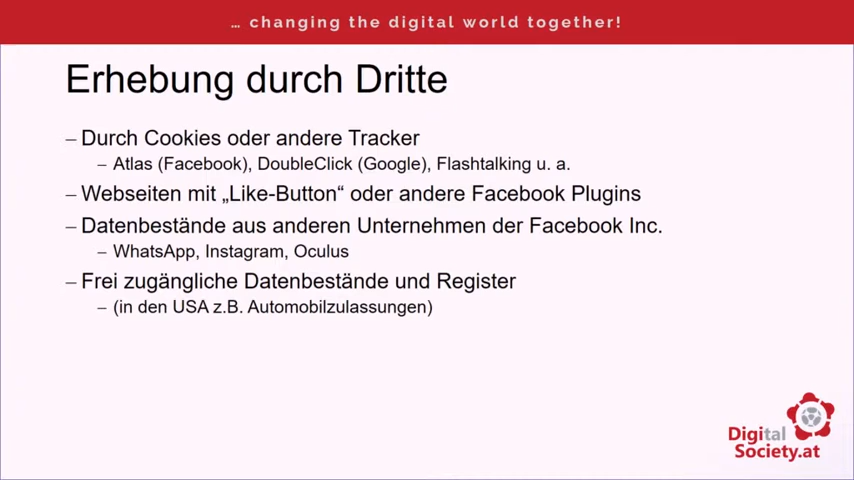 … changing the digital world together!
Erhebung durch Dritte
– Durch Cookies oder andere Tracker
– Atlas (Facebook), DoubleClick (Google), Flashtalking u. a.
– Webseiten mit „Like-Button“ oder andere Facebook Plugins
– Datenbestände aus anderen Unternehmen der Facebook Inc.
– WhatsApp, Instagram, Oculus
– Frei zugängliche Datenbestände und Register
– (in den USA z.B. Automobilzulassungen)
Digital
Society.at